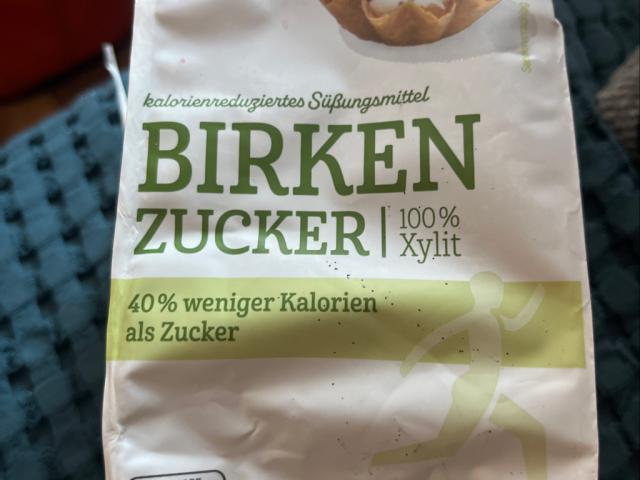 kalorienreduziertes Süßungsmittel
BIRKEN
ZUCKER | 100%
Xylit
40% weniger Kalorien
als Zucker